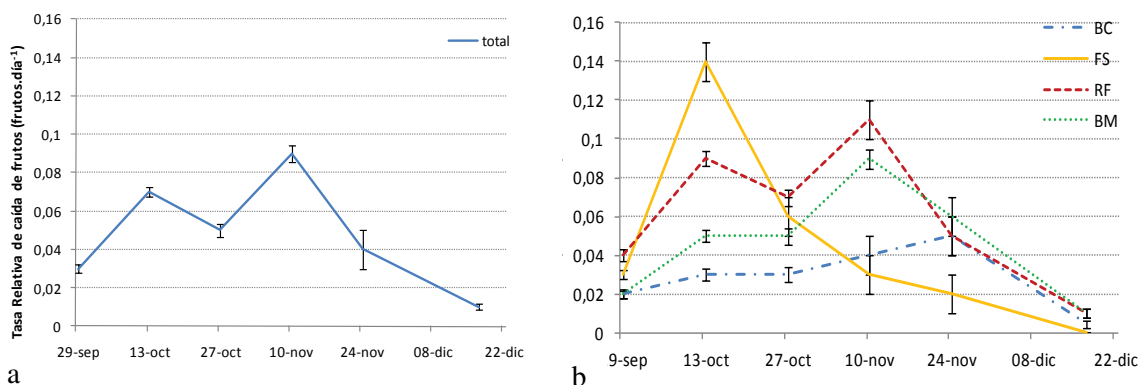 Tasa Relativa de caída de frutos (frutos.día⁻¹)
0,16
0,14
0,12
0,1
0,08
0,06
0,04
0,02
0
total
29-sep 13-oct 27-oct 10-nov 24-nov 08-dic 22-dic
a
0,16
0,14
0,12
0,1
0,08
0,06
0,04
0,02
0
BC
FS
RF
BM
9-sep 13-oct 27-oct 10-nov 24-nov 08-dic 22-dic
b